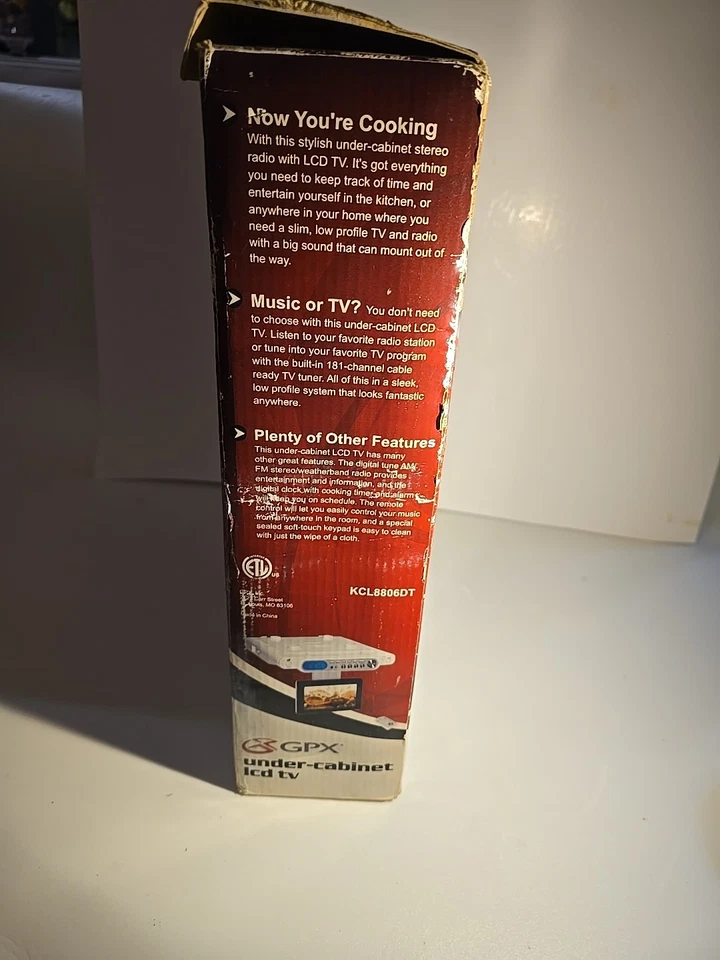 Now You're Cooking
With this stylish under-cabinet stereo
radio with LCD TV. It's got everything
you need to keep track of time and
entertain yourself in the kitchen, or
anywhere in your home where you
need a slim, low profile TV and radio
with a big sound that can mount out of
the way.
Music or TV? You don't need
to choose with this under-cabinet LCD
TV. Listen to your favorite radio station
or tune into your favorite TV program
with the built-in 181-channel cable
ready TV tuner. All of this in a sleek,
low profile system that looks fantastic
anywhere.
Plenty of Other Features
This under-cabinet LCD TV has many
other great features. The digital tune AM/
FM stereo/weatherband radio provides
entertainment and information, and the
digital clock with cooking timer and alarm
will keep you on schedule. The remote
control will let you easily control your music
from anywhere in the room, and a special
sealed soft-touch keypad is easy to clean
with just the wipe of a cloth.
ETL US
KCL8806DT
Street
MO 63106
in China
GPX
under-cabinet
lcd tv